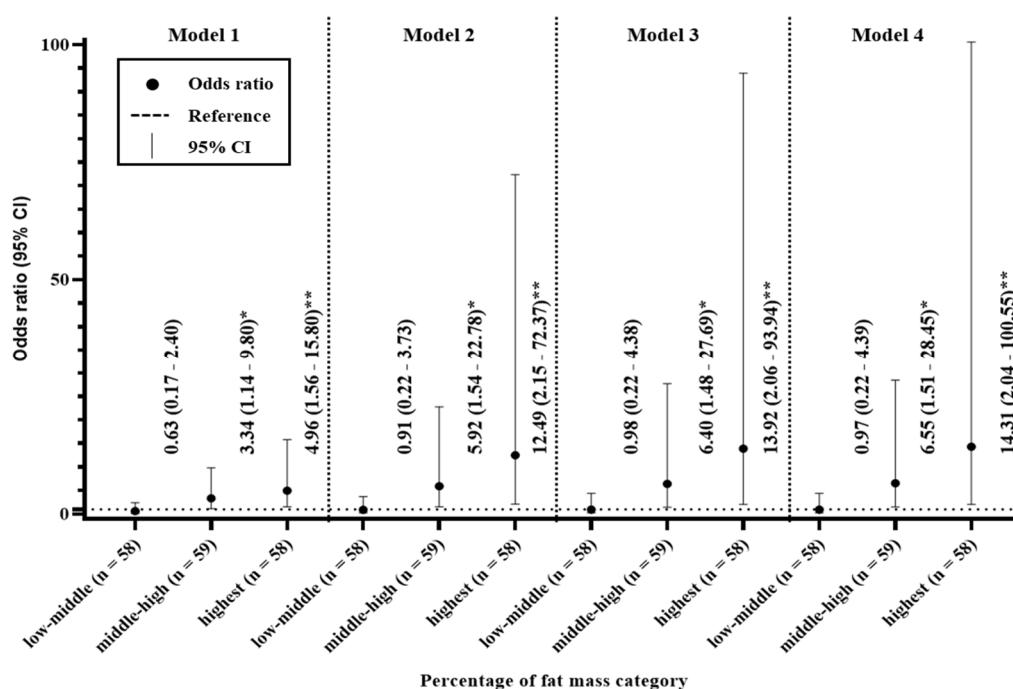 Model 1
Model 2
Model 3
Model 4
Odds ratio
Reference
95% CI
Odds ratio (95% CI)
100
50
0
0.63 (0.17 - 2.40)
3.34 (1.14 - 9.80)*
4.96 (1.56 - 15.80)**
0.91 (0.22 - 3.73)
5.92 (1.54 - 22.78)*
12.49 (2.15 - 72.37)**
0.98 (0.22 - 4.38)
6.40 (1.48 - 27.69)*
13.92 (2.06 - 93.94)**
0.97 (0.22 - 4.39)
6.55 (1.51 - 28.45)*
14.31 (2.04 - 100.55)**
low-middle (n = 58)
middle-high (n = 59)
highest (n = 58)
low-middle (n = 58)
middle-high (n = 59)
highest (n = 58)
low-middle (n = 58)
middle-high (n = 59)
highest (n = 58)
low-middle (n = 58)
middle-high (n = 59)
highest (n = 58)
Percentage of fat mass category